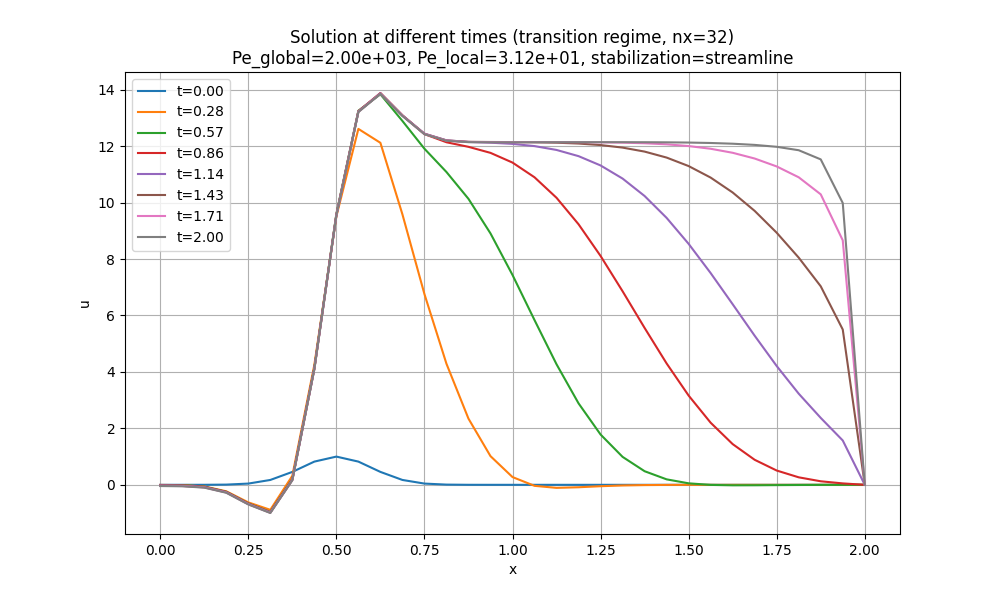 Solution at different times (transition regime, nx=32)
Pe_global=2.00e+03, Pe_local=3.12e+01, stabilization=streamline
14
12
10
8
6
4
2
0
u
t=0.00
t=0.28
t=0.57
t=0.86
t=1.14
t=1.43
t=1.71
t=2.00
0.00 0.25 0.50 0.75 1.00 1.25 1.50 1.75 2.00
x